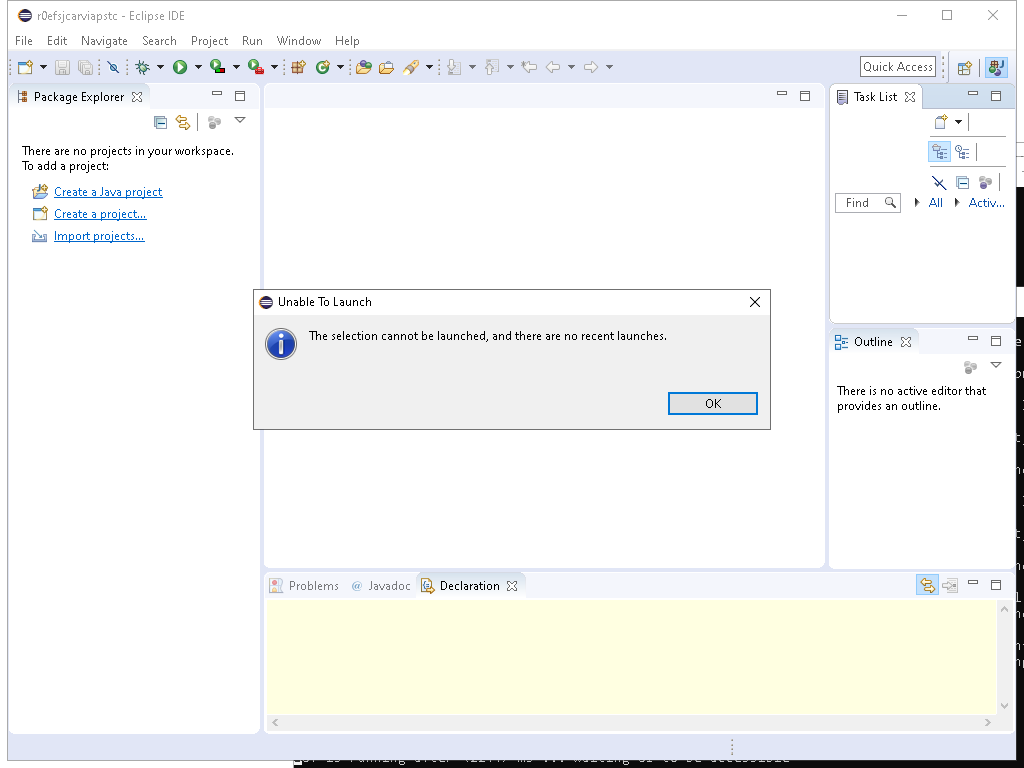 r0efsjcarviapstc - Eclipse IDE
File Edit Navigate Search Project Run Window Help
Quick Access
Package Explorer
There are no projects in your workspace.
To add a project:
Create a Java project
Create a project...
Import projects...
Task List
Find All Activ...
Unable To Launch
The selection cannot be launched, and there are no recent launches.
OK
Outline
There is no active editor that
provides an outline.
Problems @ Javadoc Declaration